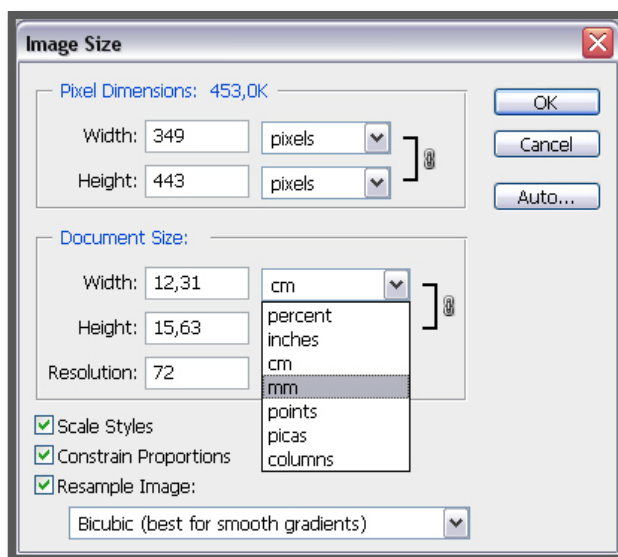 Image Size
Pixel Dimensions: 453,0K
Width: 349 pixels
Height: 443 pixels
OK
Cancel
Auto...
Document Size:
Width: 12,31 cm
Height: 15,63
Resolution: 72
percent
inches
cm
mm
points
picas
columns
Scale Styles
Constrain Proportions
Resample Image:
Bicubic (best for smooth gradients)